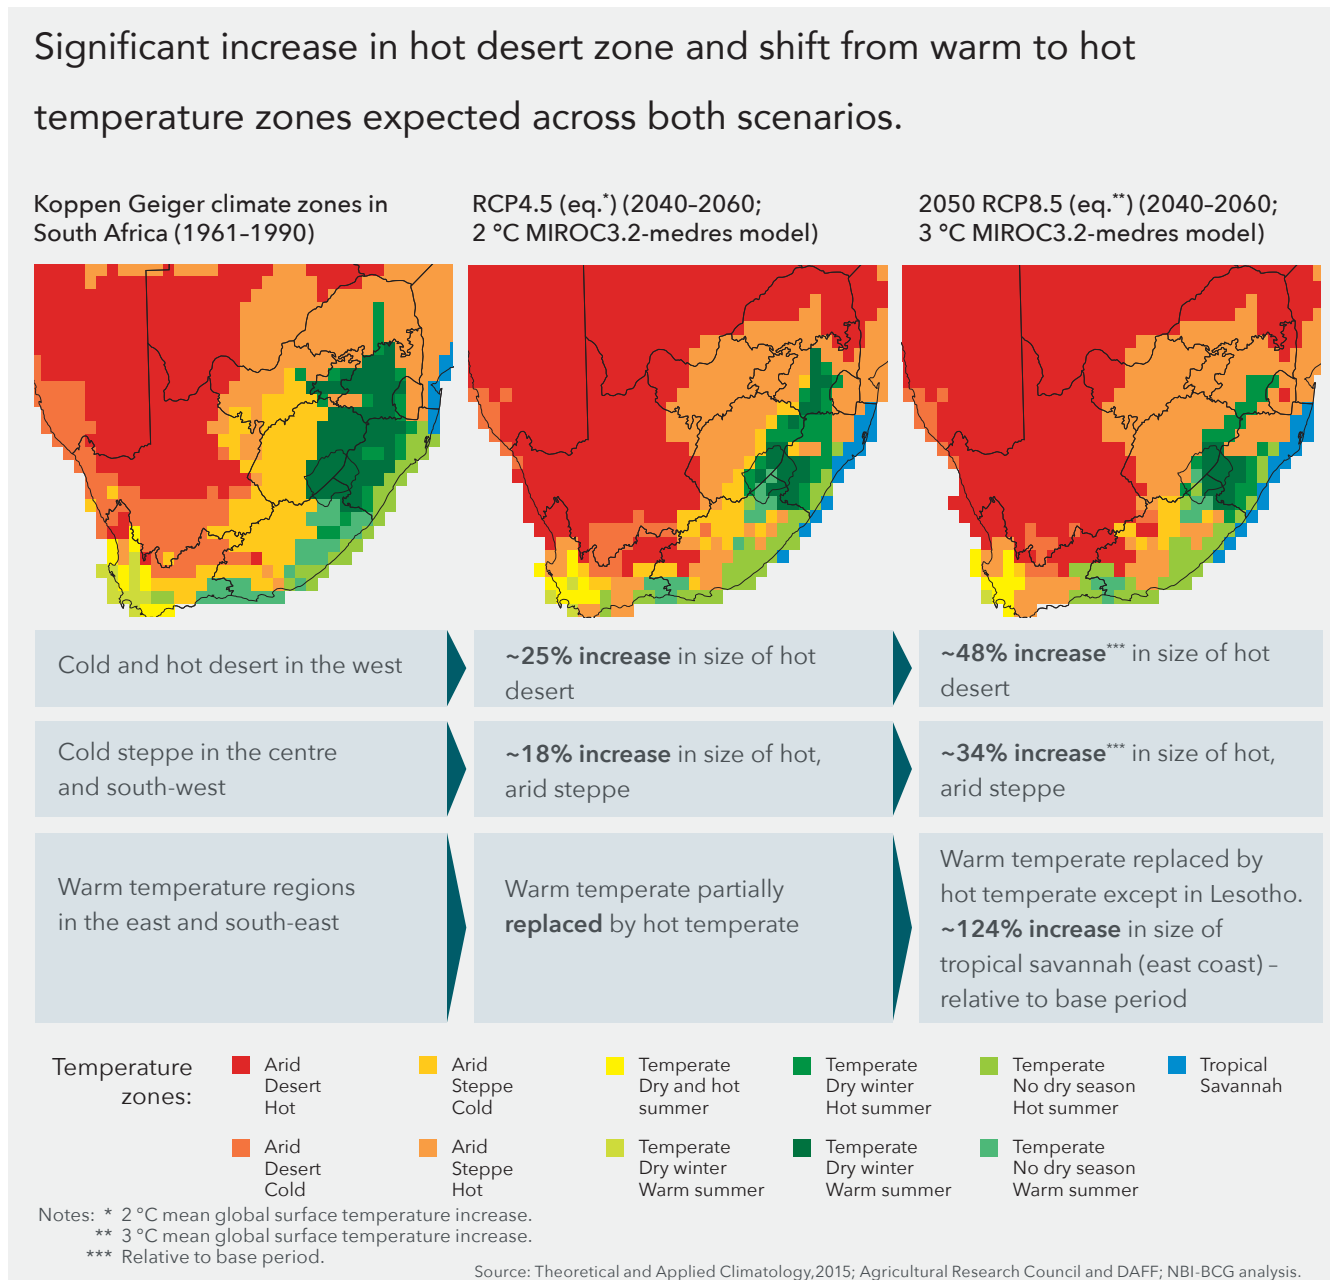 Significant increase in hot desert zone and shift from warm to hot
temperature zones expected across both scenarios.
Koppen Geiger climate zones in
South Africa (1961–1990)
RCP4.5 (eq.*) (2040–2060;
2 °C MIROC3.2-medres model)
2050 RCP8.5 (eq.**) (2040–2060;
3 °C MIROC3.2-medres model)
Cold and hot desert in the west
~25% increase in size of hot
desert
~48% increase*** in size of hot
desert
Cold steppe in the centre
and south-west
~18% increase in size of hot,
arid steppe
~34% increase*** in size of hot,
arid steppe
Warm temperature regions
in the east and south-east
Warm temperate partially
replaced by hot temperate
Warm temperate replaced by
hot temperate except in Lesotho.
~124% increase in size of
tropical savannah (east coast) –
relative to base period
Temperature
zones:
Arid
Desert
Hot
Arid
Steppe
Cold
Temperate
Dry and hot
summer
Temperate
Dry winter
Hot summer
Temperate
No dry season
Hot summer
Tropical
Savannah
Arid
Desert
Cold
Arid
Steppe
Hot
Temperate
Dry winter
Warm summer
Temperate
Dry winter
Warm summer
Temperate
No dry season
Warm summer
Notes: * 2 °C mean global surface temperature increase.
** 3 °C mean global surface temperature increase.
*** Relative to base period.
Source: Theoretical and Applied Climatology,2015; Agricultural Research Council and DAFF; NBI-BCG analysis.